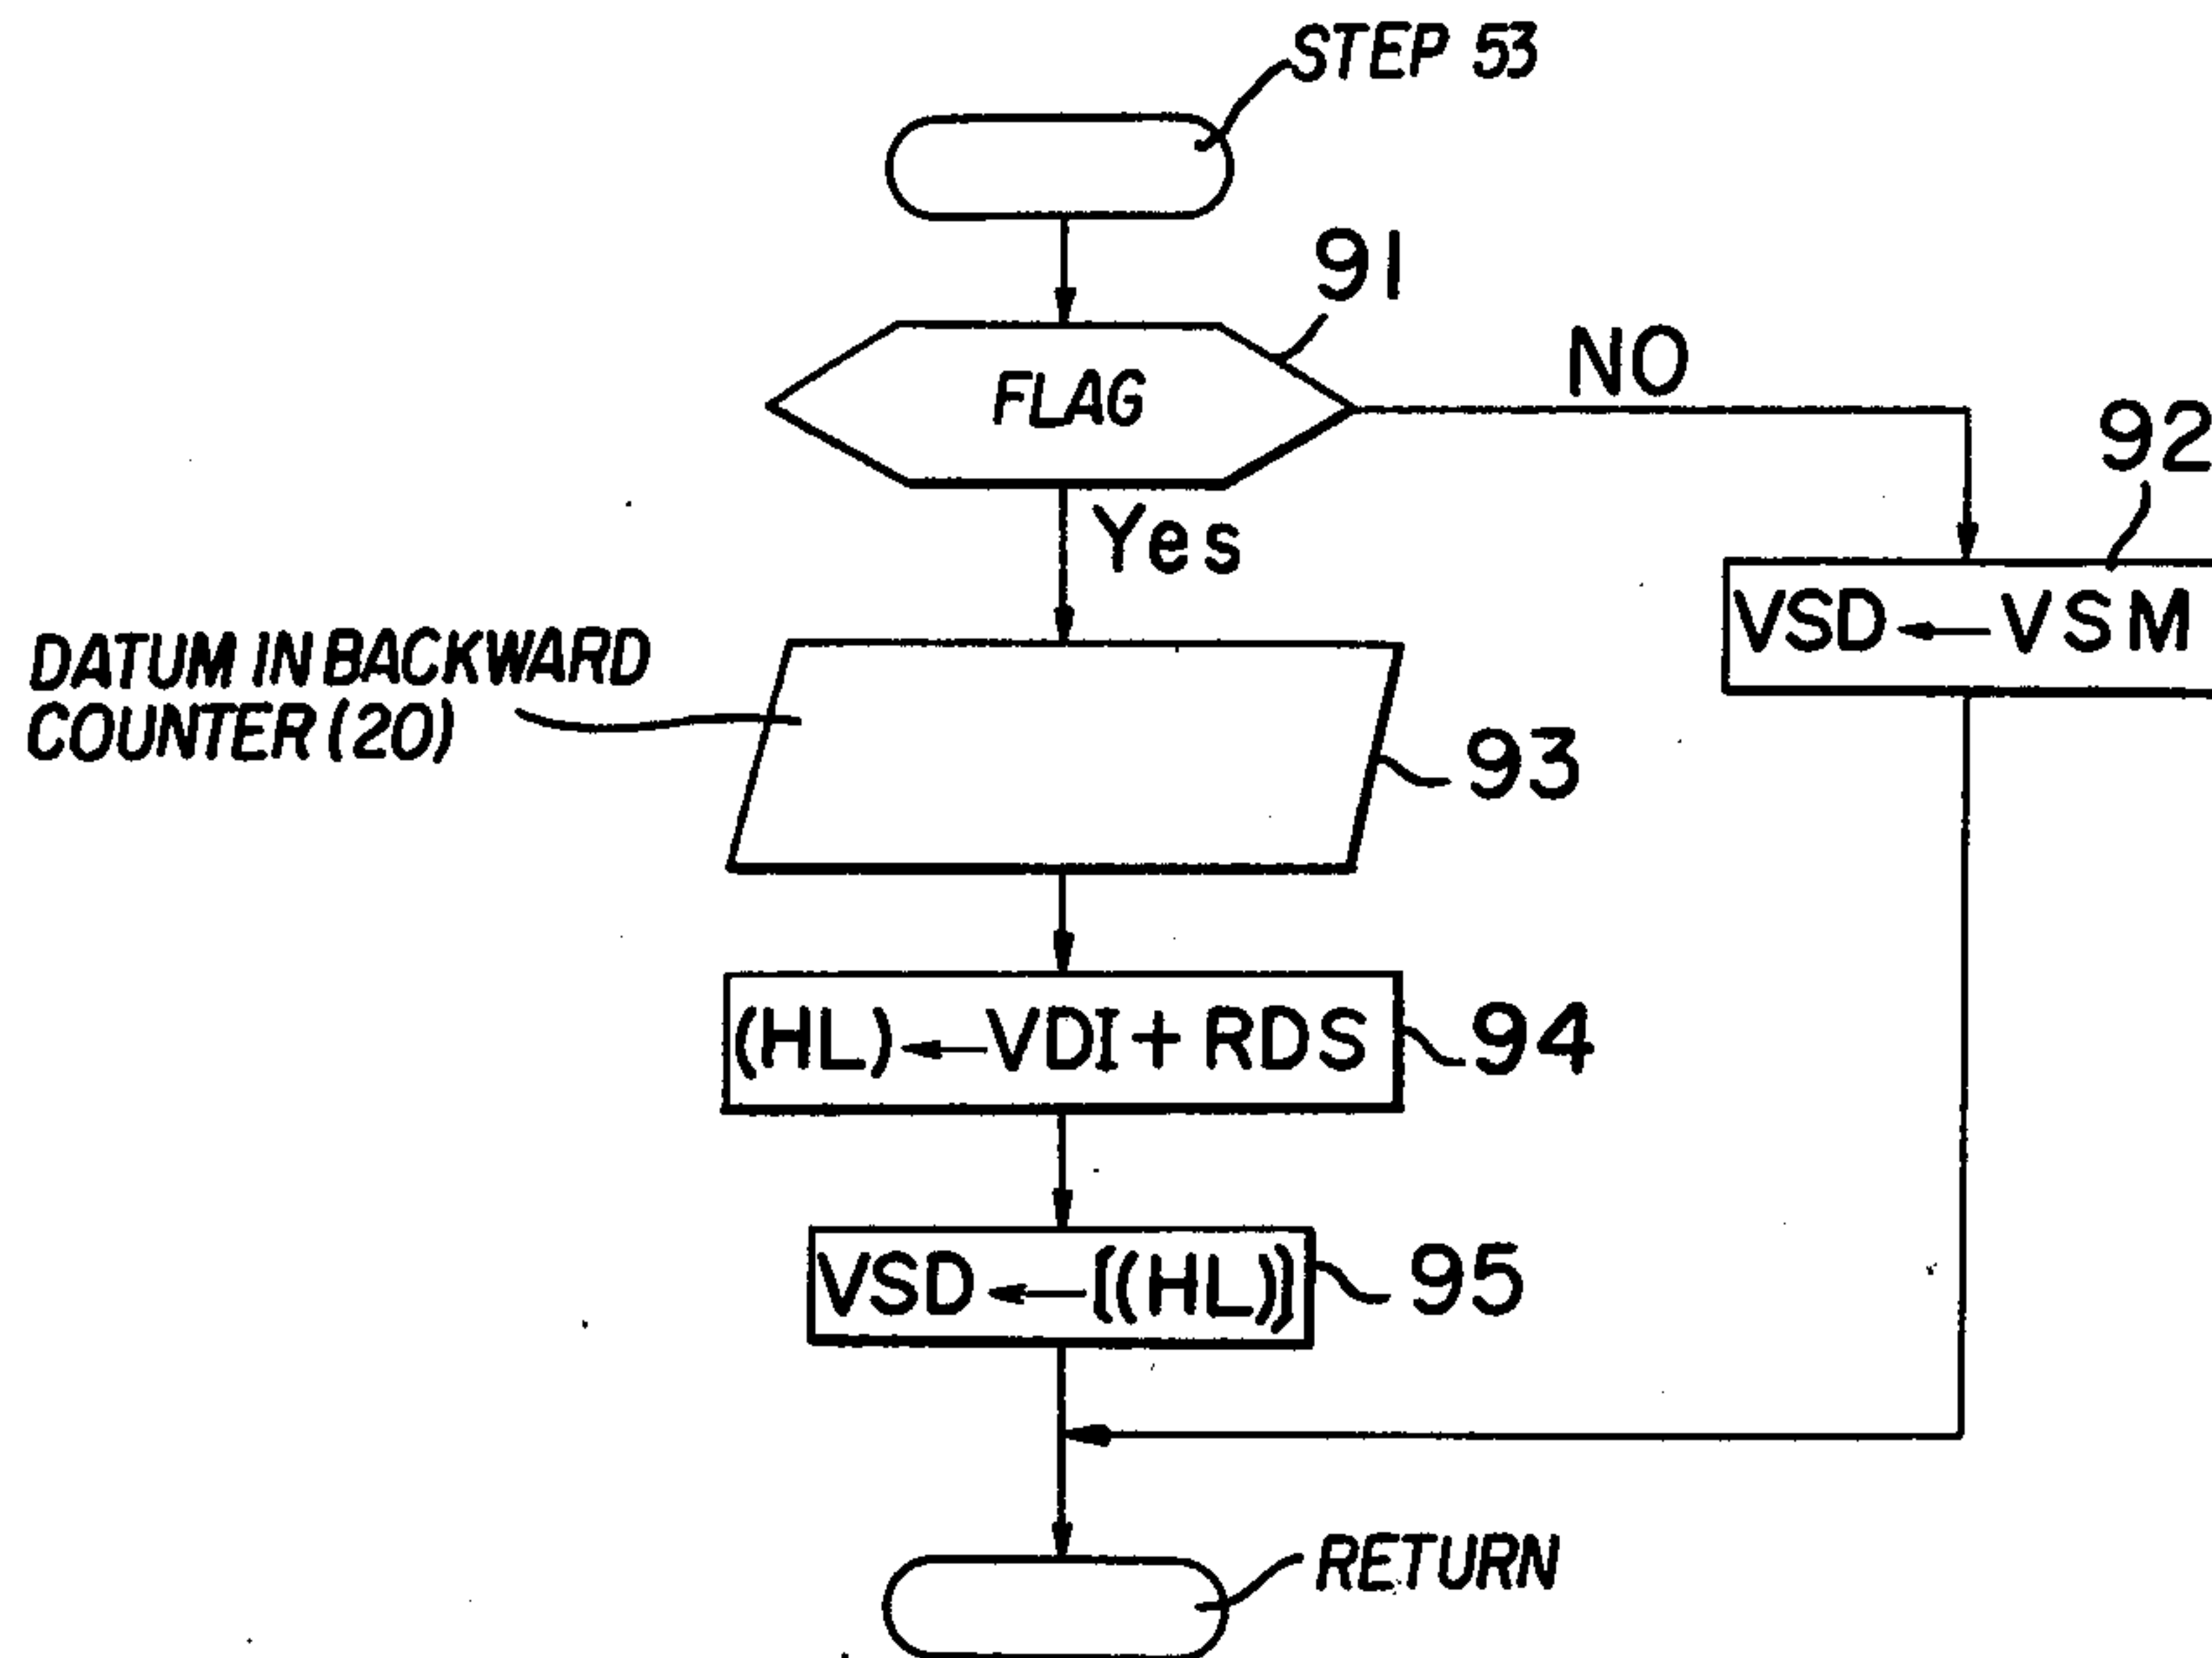 STEP 53
91
FLAG
NO
92
Yes
VSD ← VSM
DATUM IN BACKWARD
COUNTER (20)
93
(HL) ← VDI + RDS
94
VSD ← [(HL)]
95
RETURN